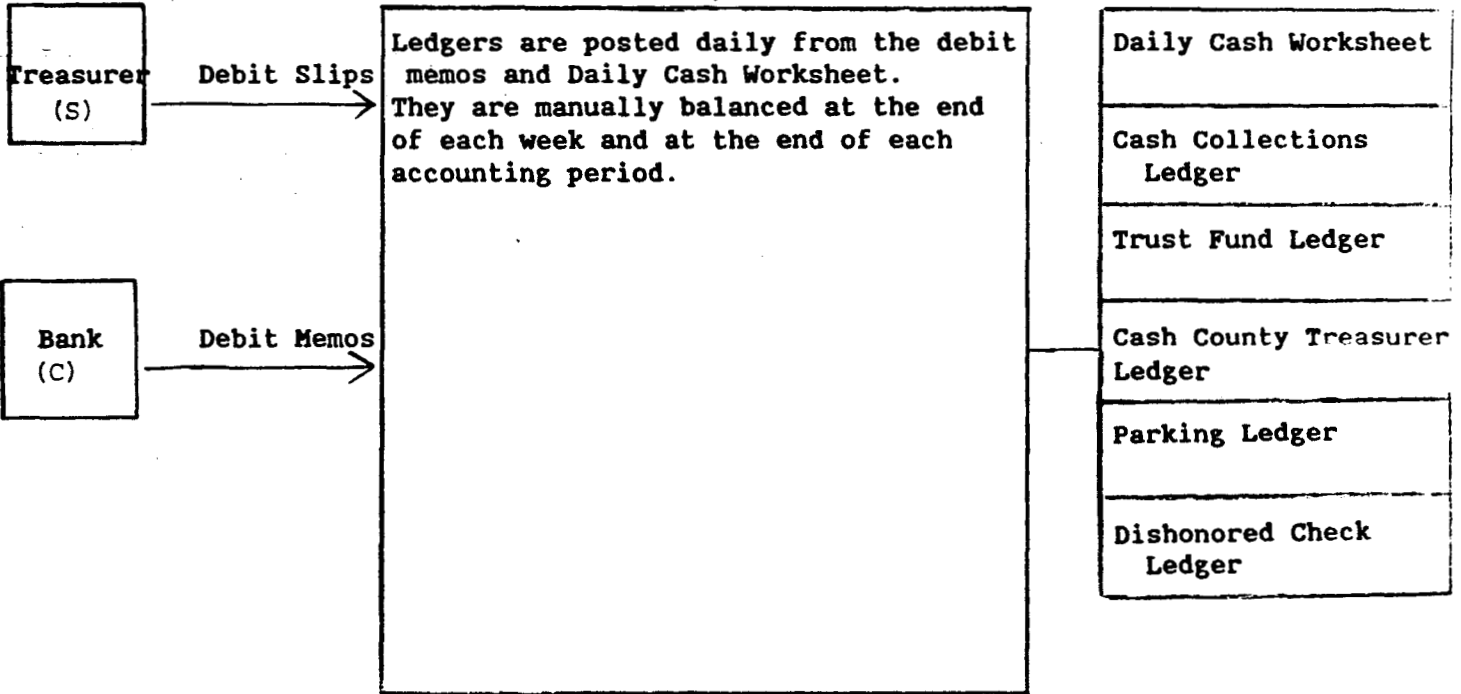 Treasurer
(S)
Debit Slips
Bank
(C)
Debit Memos
Ledgers are posted daily from the debit
memos and Daily Cash Worksheet.
They are manually balanced at the end
of each week and at the end of each
accounting period.
Daily Cash Worksheet
Cash Collections
Ledger
Trust Fund Ledger
Cash County Treasurer
Ledger
Parking Ledger
Dishonored Check
Ledger